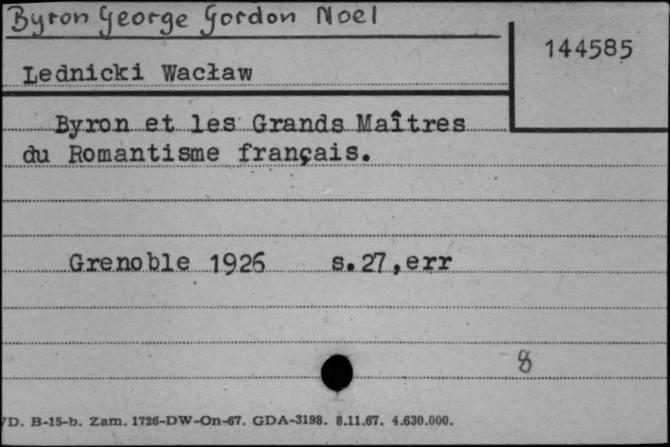 Byron George Gordon Noel
144585
Lednicki Wacław
Byron et les Grands Maîtres
du Romantisme français.
Grenoble 1926 s.27,err
8
/D. B-15-b. Zam. 1726-DW-On-67. GDA-3198. 8.11.67. 4.630.000.